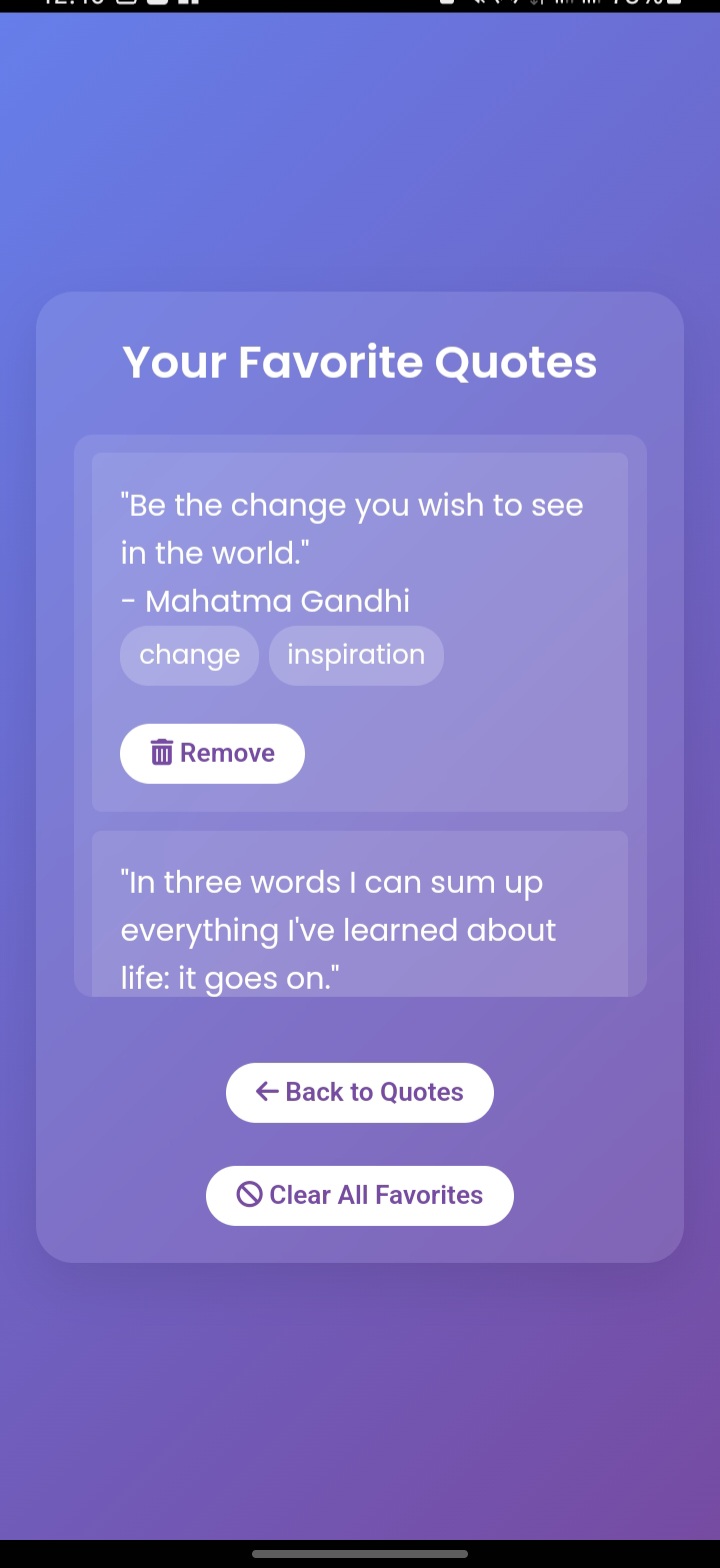 Your Favorite Quotes
"Be the change you wish to see
in the world."
- Mahatma Gandhi
change inspiration
Remove
"In three words I can sum up
everything I've learned about
life: it goes on."
Back to Quotes
Clear All Favorites